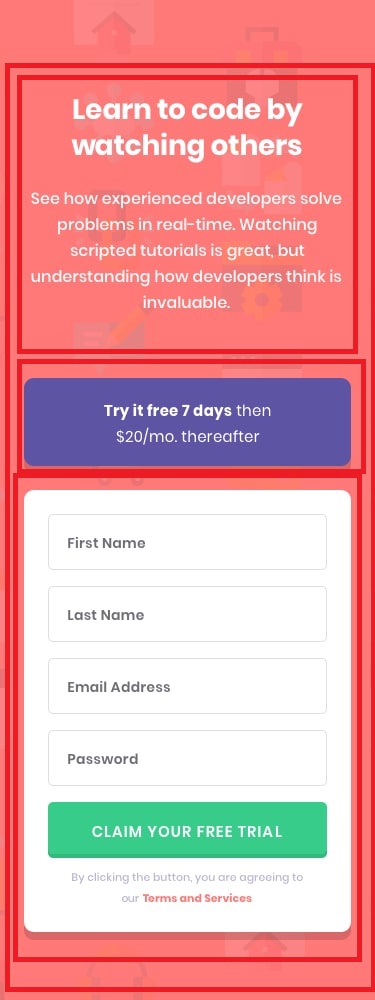 Learn to code by
watching others
See how experienced developers solve
problems in real-time. Watching
scripted tutorials is great, but
understanding how developers think is
invaluable.
Try it free 7 days then
$20/mo. thereafter
First Name
Last Name
Email Address
Password
CLAIM YOUR FREE TRIAL
By clicking the button, you are agreeing to
our Terms and Services